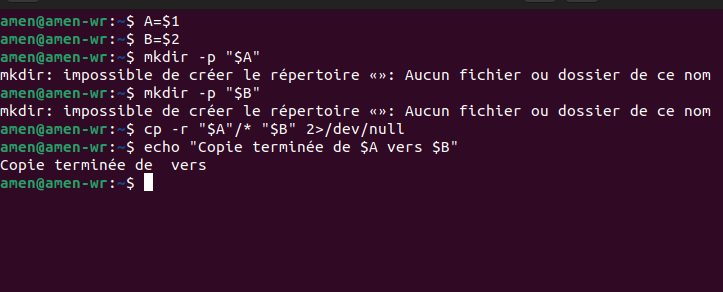 amen@amen-wr:~$ A=$1
amen@amen-wr:~$ B=$2
amen@amen-wr:~$ mkdir -p "$A"
mkdir: impossible de créer le répertoire «»: Aucun fichier ou dossier de ce nom
amen@amen-wr:~$ mkdir -p "$B"
mkdir: impossible de créer le répertoire «»: Aucun fichier ou dossier de ce nom
amen@amen-wr:~$ cp -r "$A"/* "$B" 2>/dev/null
amen@amen-wr:~$ echo "Copie terminée de $A vers $B"
Copie terminée de  vers
amen@amen-wr:~$